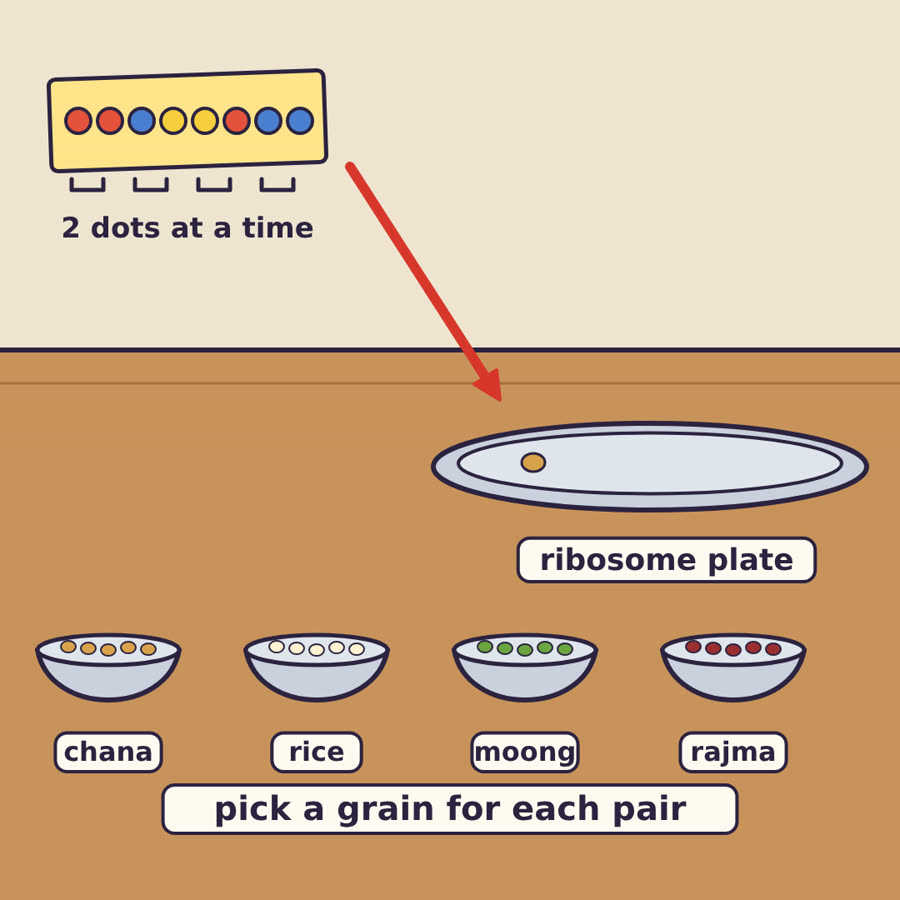 2 dots at a time
ribosome plate
chana
rice
moong
rajma
pick a grain for each pair